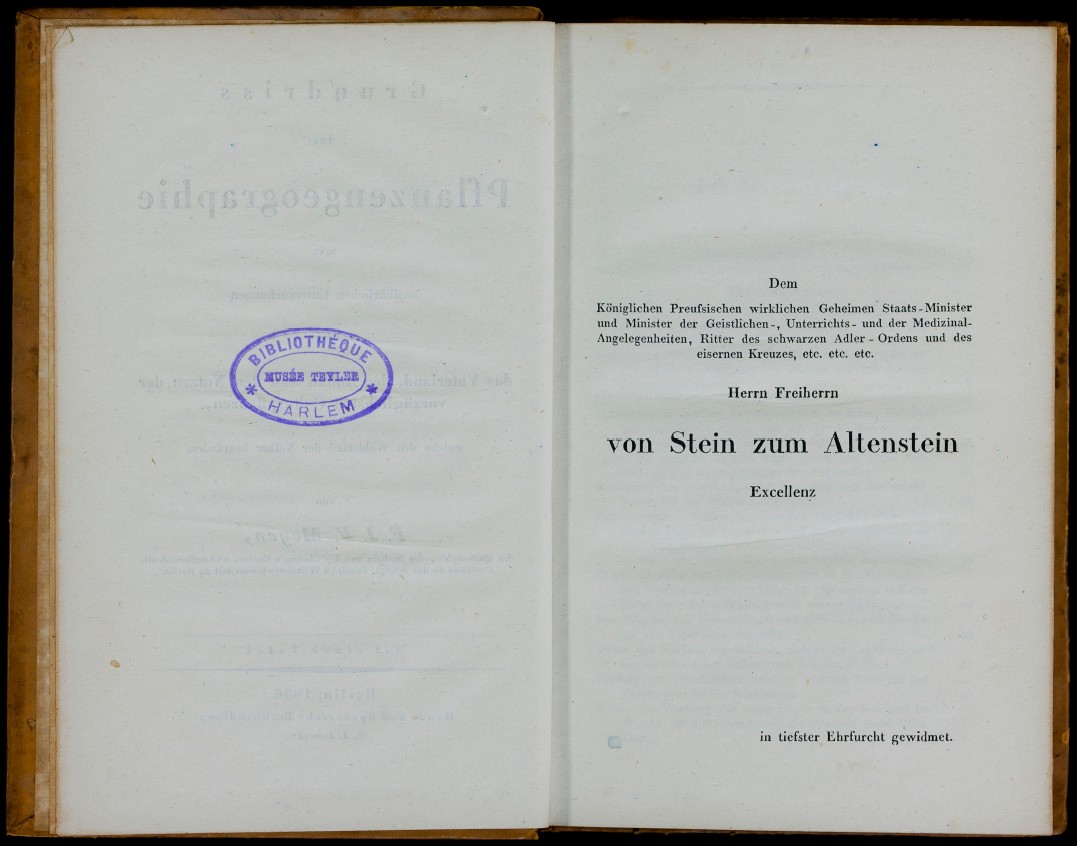 BIBLIOTHÉQUE
MUSÉE TEYLER
* HARLEM *
Dem
Königlichen Preufsischen wirklichen Geheimen Staats-Minister
und Minister der Geistlichen-, Unterrichts- und der Medizinal-
Angelegenheiten, Ritter des schwarzen Adler-Ordens und des
eisernen Kreuzes, etc. etc. etc.
Herrn Freiherrn
von Stein zum Altenstein
Excellenz
in tiefster Ehrfurcht gewidmet.